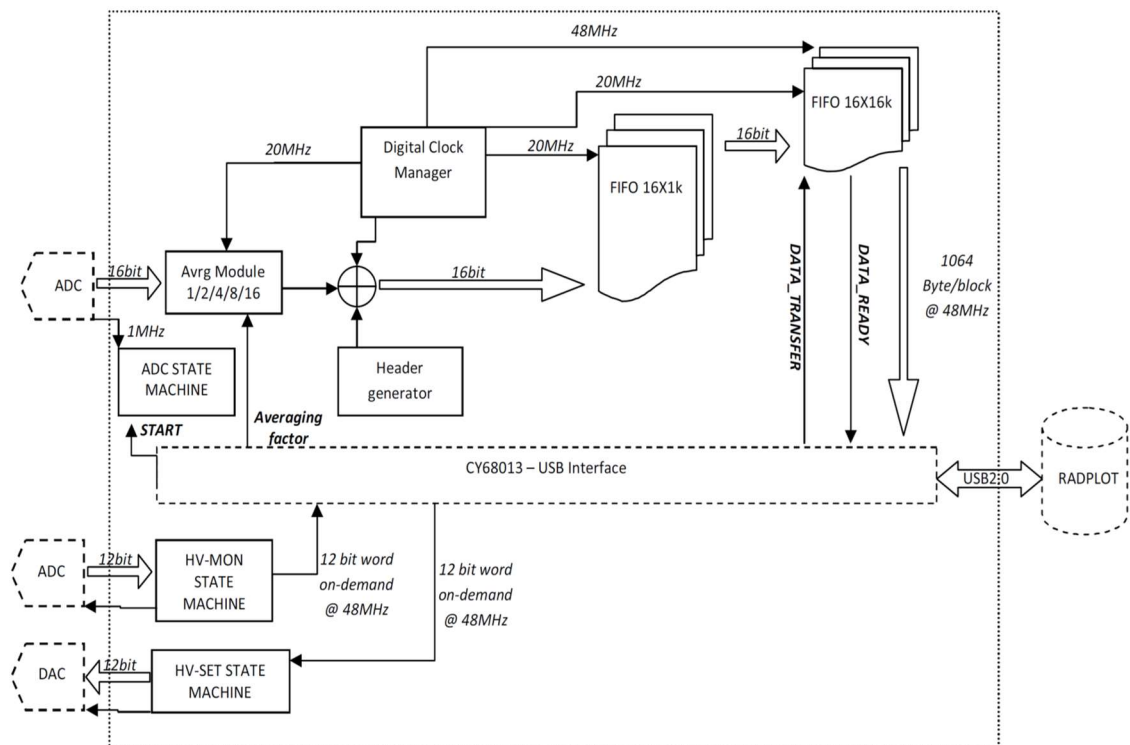 48MHz
FIFO 16X16k
20MHz
16bit
20MHz
Digital Clock
Manager
20MHz
FIFO 16X1k
ADC
16bit
Avrg Module
1/2/4/8/16
16bit
1MHz
ADC STATE
MACHINE
Header
generator
DATA_TRANSFER
DATA_READY
1064
Byte/block
@ 48MHz
START
Averaging
factor
CY68013 – USB Interface
USB2.0
RADPLOT
ADC
12bit
HV-MON
STATE
MACHINE
12 bit word
on-demand
@ 48MHz
12 bit word
on-demand
@ 48MHz
DAC
12bit
HV-SET STATE
MACHINE